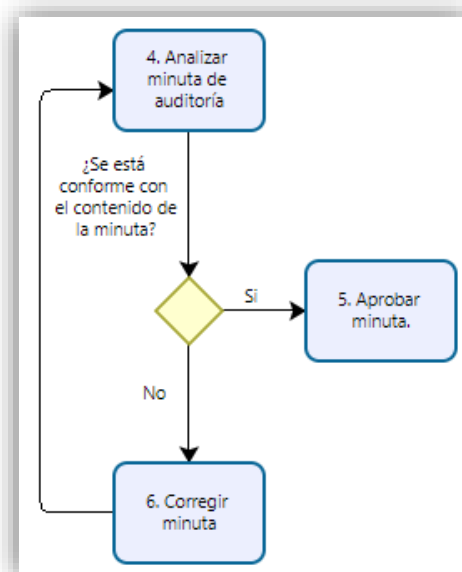 4. Analizar
minuta de
auditoría
¿Se está
conforme con
el contenido de
la minuta?
Si
5. Aprobar
minuta.
No
6. Corregir
minuta